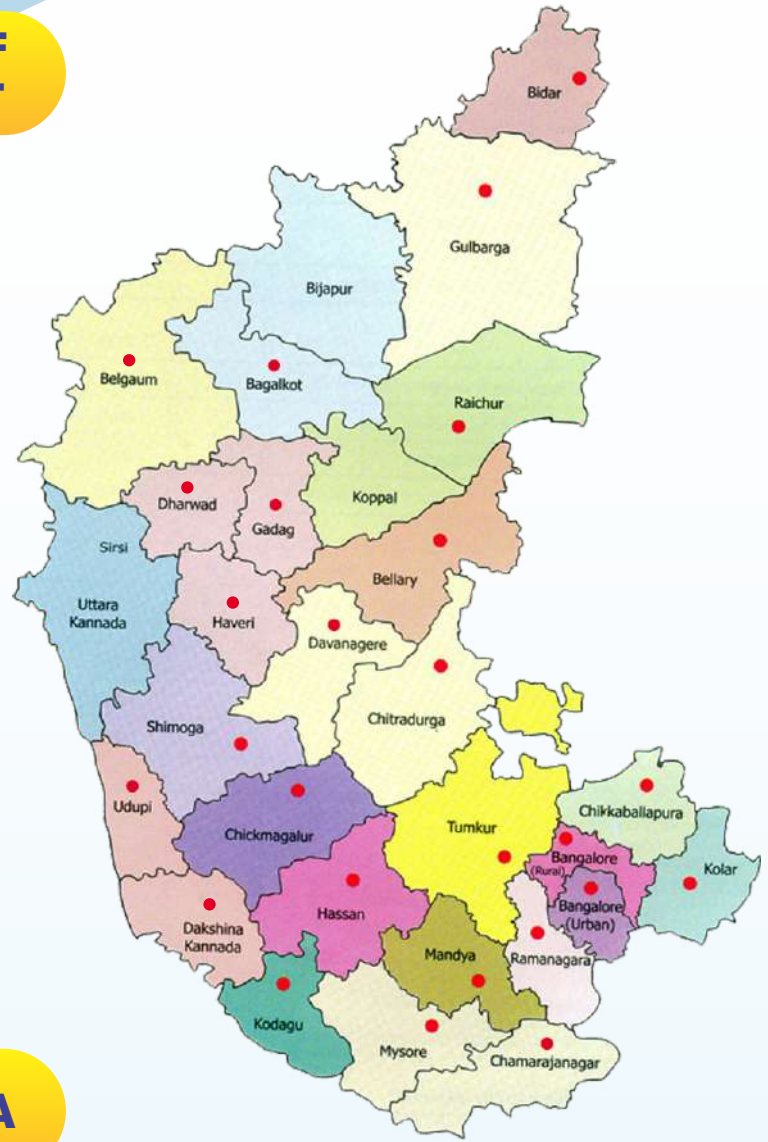 Bidar
Gulbarga
Bijapur
Belgaum
Bagalkot
Raichur
Dharwad
Koppal
Gadag
Sirsi
Bellary
Uttara
Kannada
Haveri
Davanagere
Chitradurga
Shimoga
Udupi
Chikkaballapura
Chickmagalur
Tumkur
Bangalore
(Rural)
Kolar
Hassan
Bangalore
(Urban)
Dakshina
Kannada
Mandya
Ramanagara
Kodagu
Mysore
Chamarajanagar
A